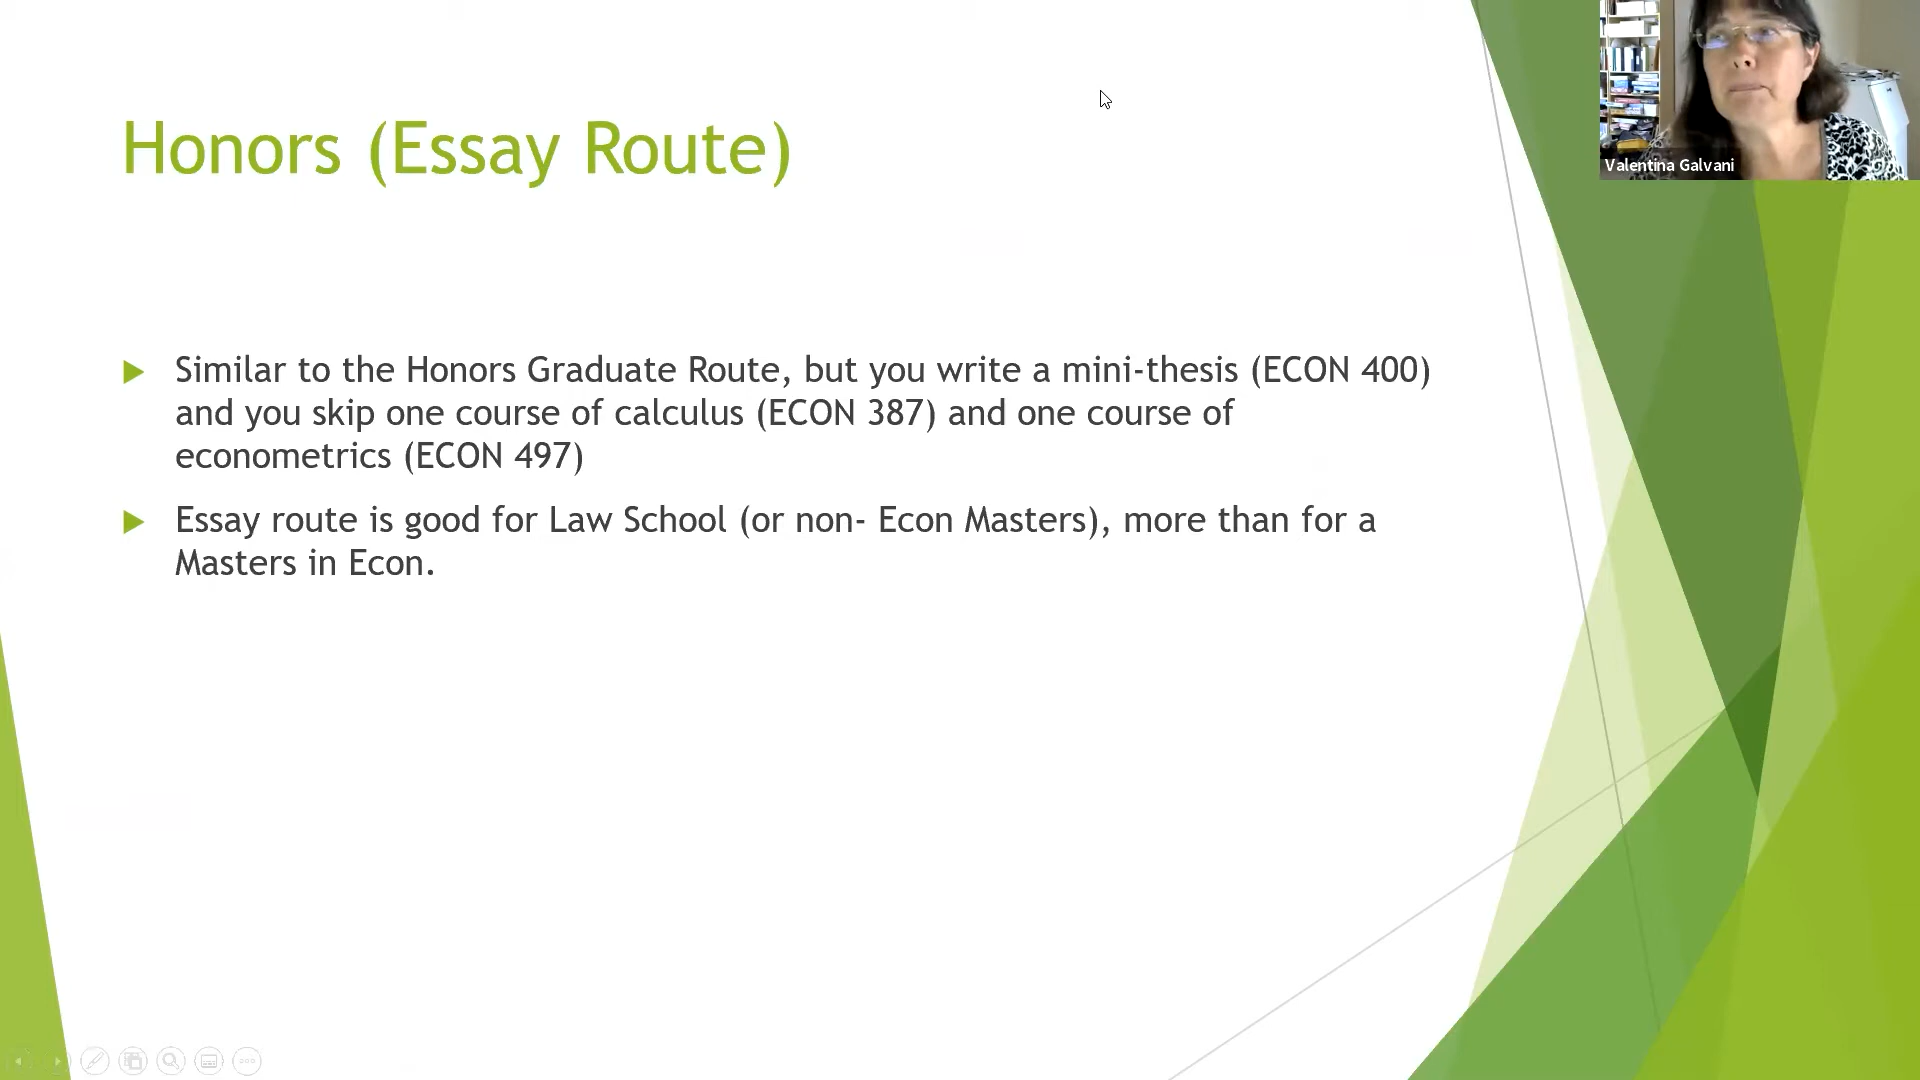 Honors (Essay Route)
Valentina Galvani
Similar to the Honors Graduate Route, but you write a mini-thesis (ECON 400)
and you skip one course of calculus (ECON 387) and one course of
econometrics (ECON 497)
Essay route is good for Law School (or non- Econ Masters), more than for a
Masters in Econ.